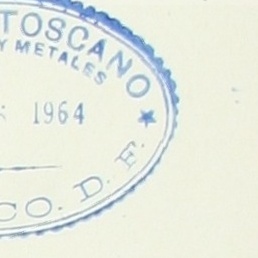 TOSCANO
Y METALES
1964
CO. D. F.